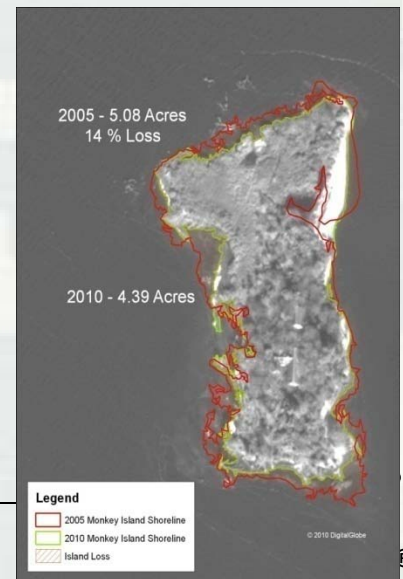 2005 - 5.08 Acres
14 % Loss
2010 - 4.39 Acres
Legend
2005 Monkey Island Shoreline
2010 Monkey Island Shoreline
Island Loss
© 2010 DigitalGlobe